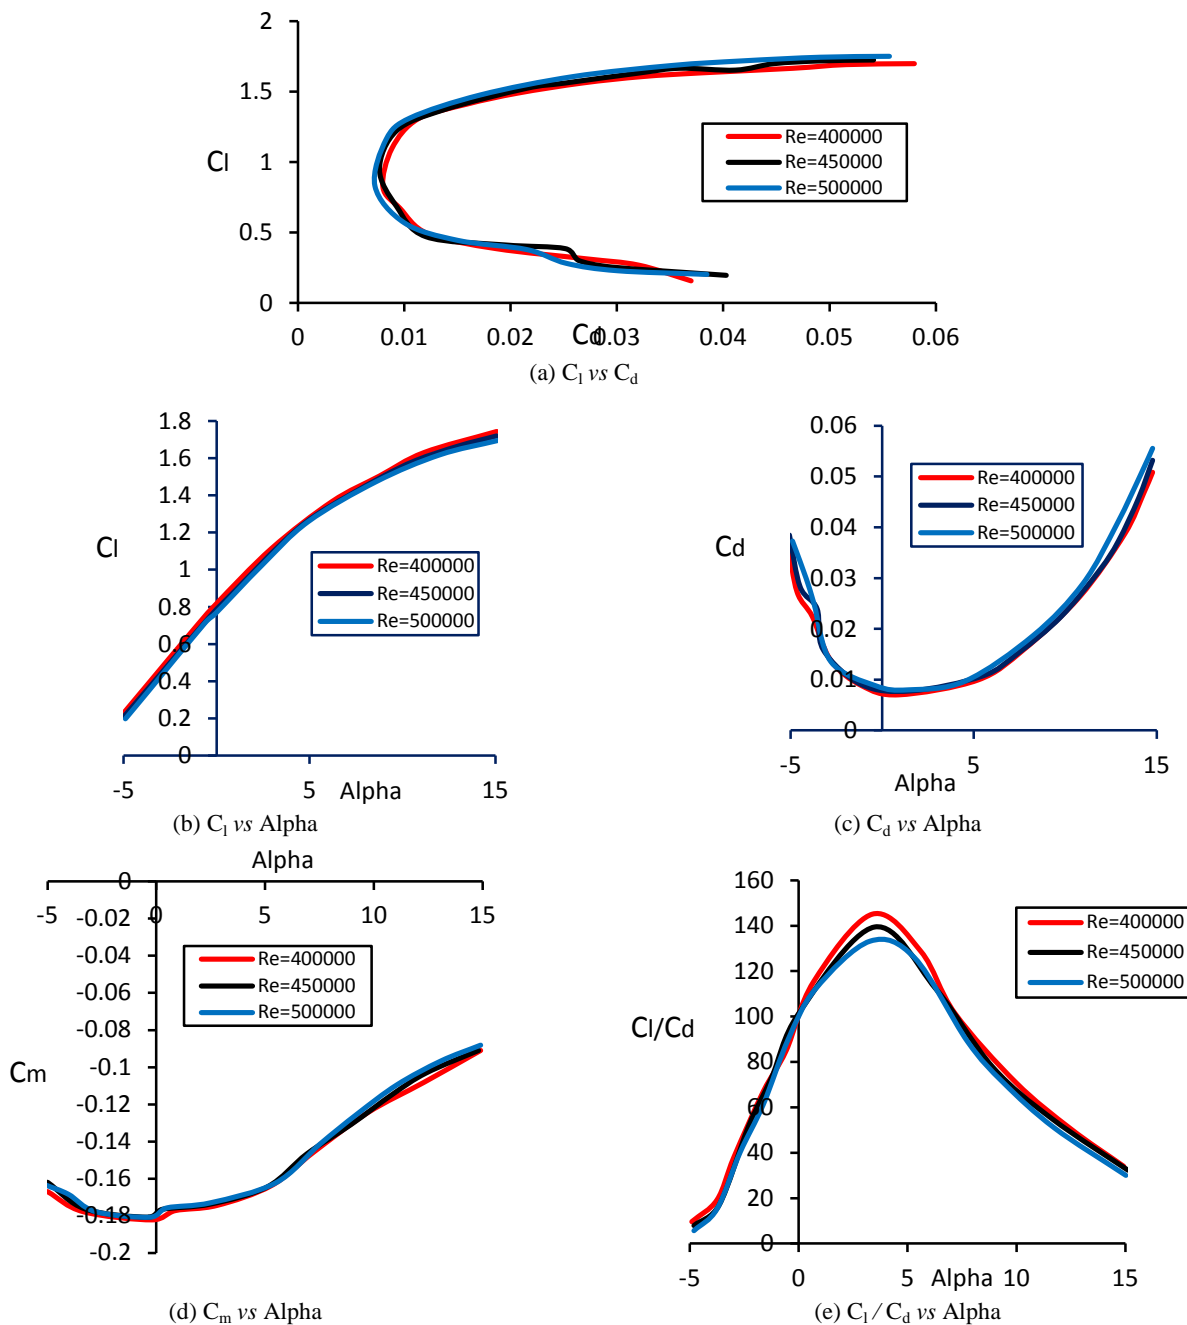 2
1.5
Re=400000
Cl
1
Re=450000
Re=500000
0.5
0
0 0.01 0.02 0.03 0.04 0.05 0.06
Cd
(a) Cl vs Cd
1.8
1.6
1.4
1.2
Cl
1
0.8
0.6
0.4
0.2
0
Re=400000
Re=450000
Re=500000
-5 5 15
Alpha
(b) Cl vs Alpha
0.06
0.05
0.04
Cd
0.03
0.02
0.01
0
Re=400000
Re=450000
Re=500000
-5 5 15
Alpha
(c) Cd vs Alpha
Alpha
0
-5 0 5 10 15
-0.02
-0.04
-0.06
-0.08
-0.1
Cm
-0.12
-0.14
-0.16
-0.18
-0.2
Re=400000
Re=450000
Re=500000
(d) Cm vs Alpha
160
140
120
100
Cl/Cd
80
60
40
20
0
Re=400000
Re=450000
Re=500000
-5 0 5 Alpha 10 15
(e) Cl / Cd vs Alpha